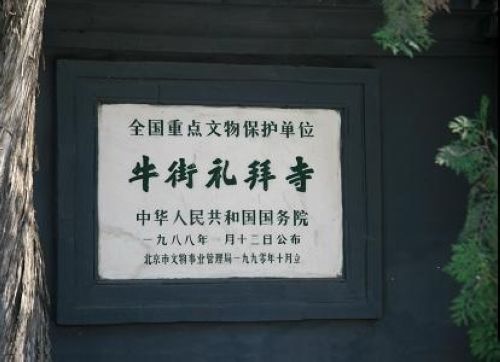 全国重点文物保护单位
牛街礼拜寺
中华人民共和国国务院
一九八八年一月十三日公布
北京市文物事业管理局一九九零年十月立